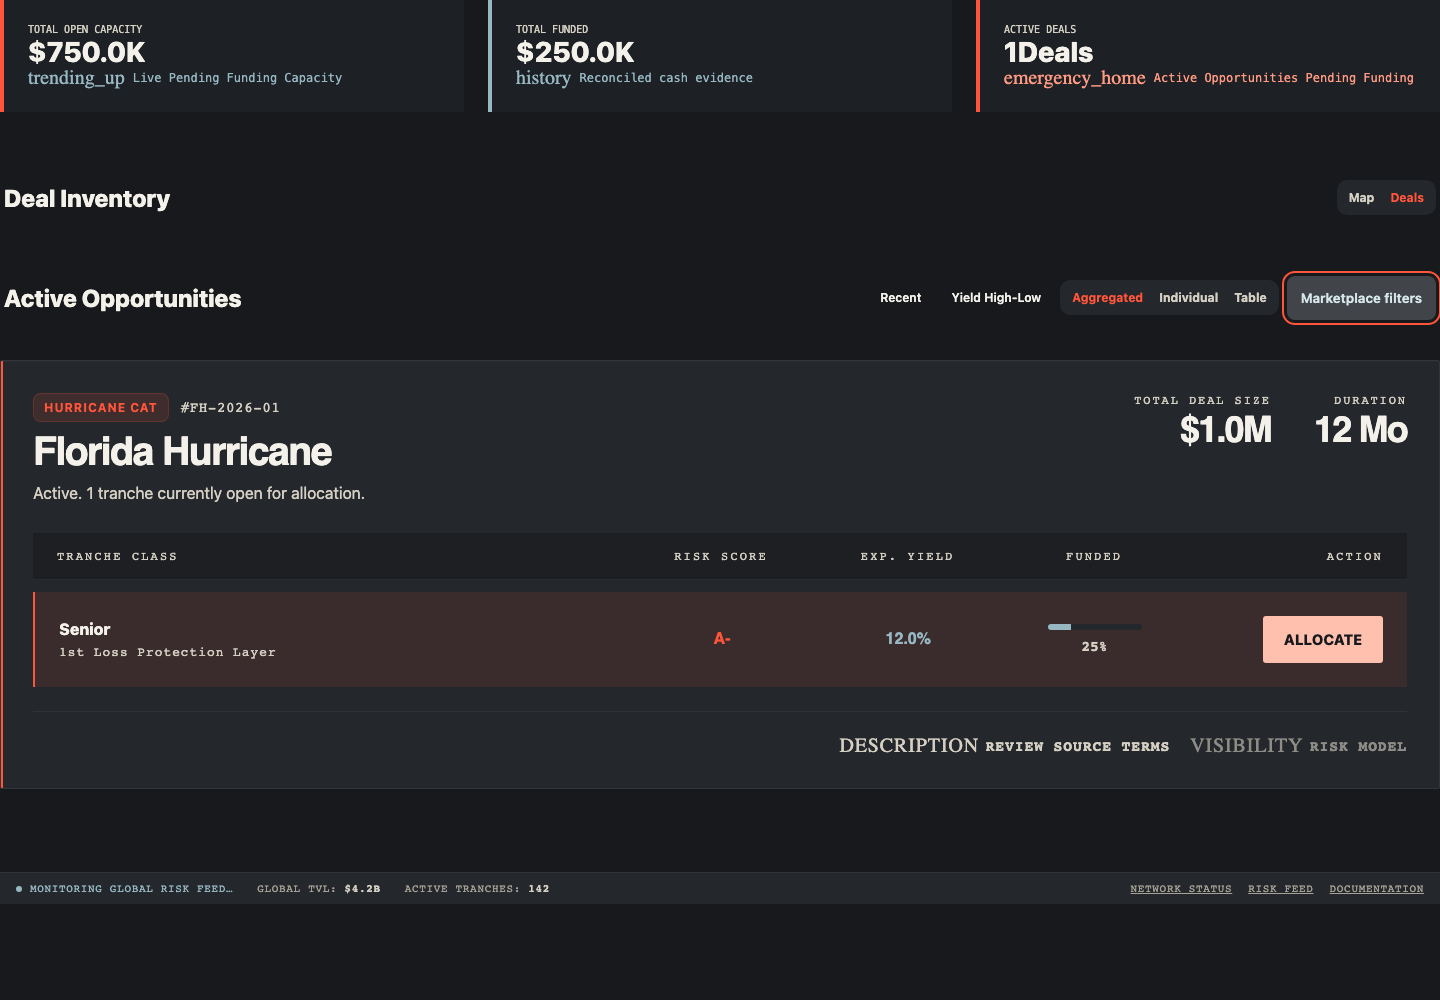 TOTAL OPEN CAPACITY
$750.0K
trending_up Live Pending Funding Capacity
TOTAL FUNDED
$250.0K
history Reconciled cash evidence
ACTIVE DEALS
1Deals
emergency_home Active Opportunities Pending Funding
Deal Inventory
Map Deals
Active Opportunities
Recent Yield High-Low Aggregated Individual Table Marketplace filters
HURRICANE CAT #FH-2026-01
Florida Hurricane
Active. 1 tranche currently open for allocation.
TOTAL DEAL SIZE
$1.0M
DURATION
12 Mo
TRANCHE CLASS RISK SCORE EXP. YIELD FUNDED ACTION
Senior
1st Loss Protection Layer
A-
12.0%
25%
ALLOCATE
DESCRIPTION REVIEW SOURCE TERMS VISIBILITY RISK MODEL
MONITORING GLOBAL RISK FEED… GLOBAL TVL: $4.2B ACTIVE TRANCHES: 142 NETWORK STATUS RISK FEED DOCUMENTATION